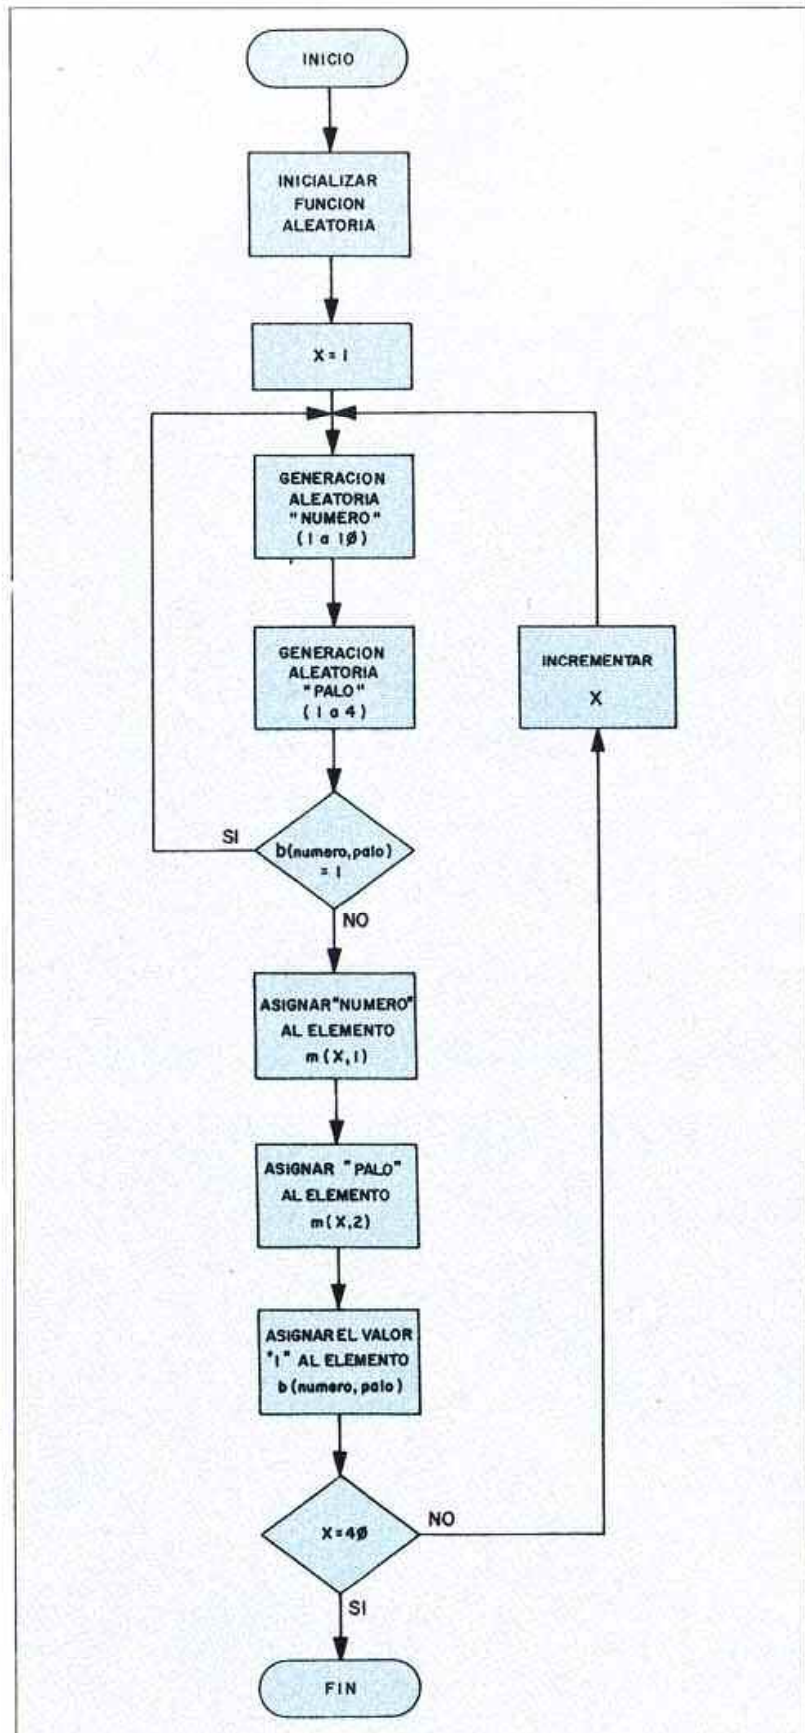 INICIO
INICIALIZAR
FUNCION
ALEATORIA
X = 1
GENERACION
ALEATORIA
"NUMERO"
(1 a 1Ø)
GENERACION
ALEATORIA
"PALO"
(1 a 4)
INCREMENTAR
X
SI
b(numero,palo)
= 1
NO
ASIGNAR "NUMERO"
AL ELEMENTO
m(X,1)
ASIGNAR "PALO"
AL ELEMENTO
m(X,2)
ASIGNAR EL VALOR
"1" AL ELEMENTO
b(numero,palo)
X=4Ø
NO
SI
FIN